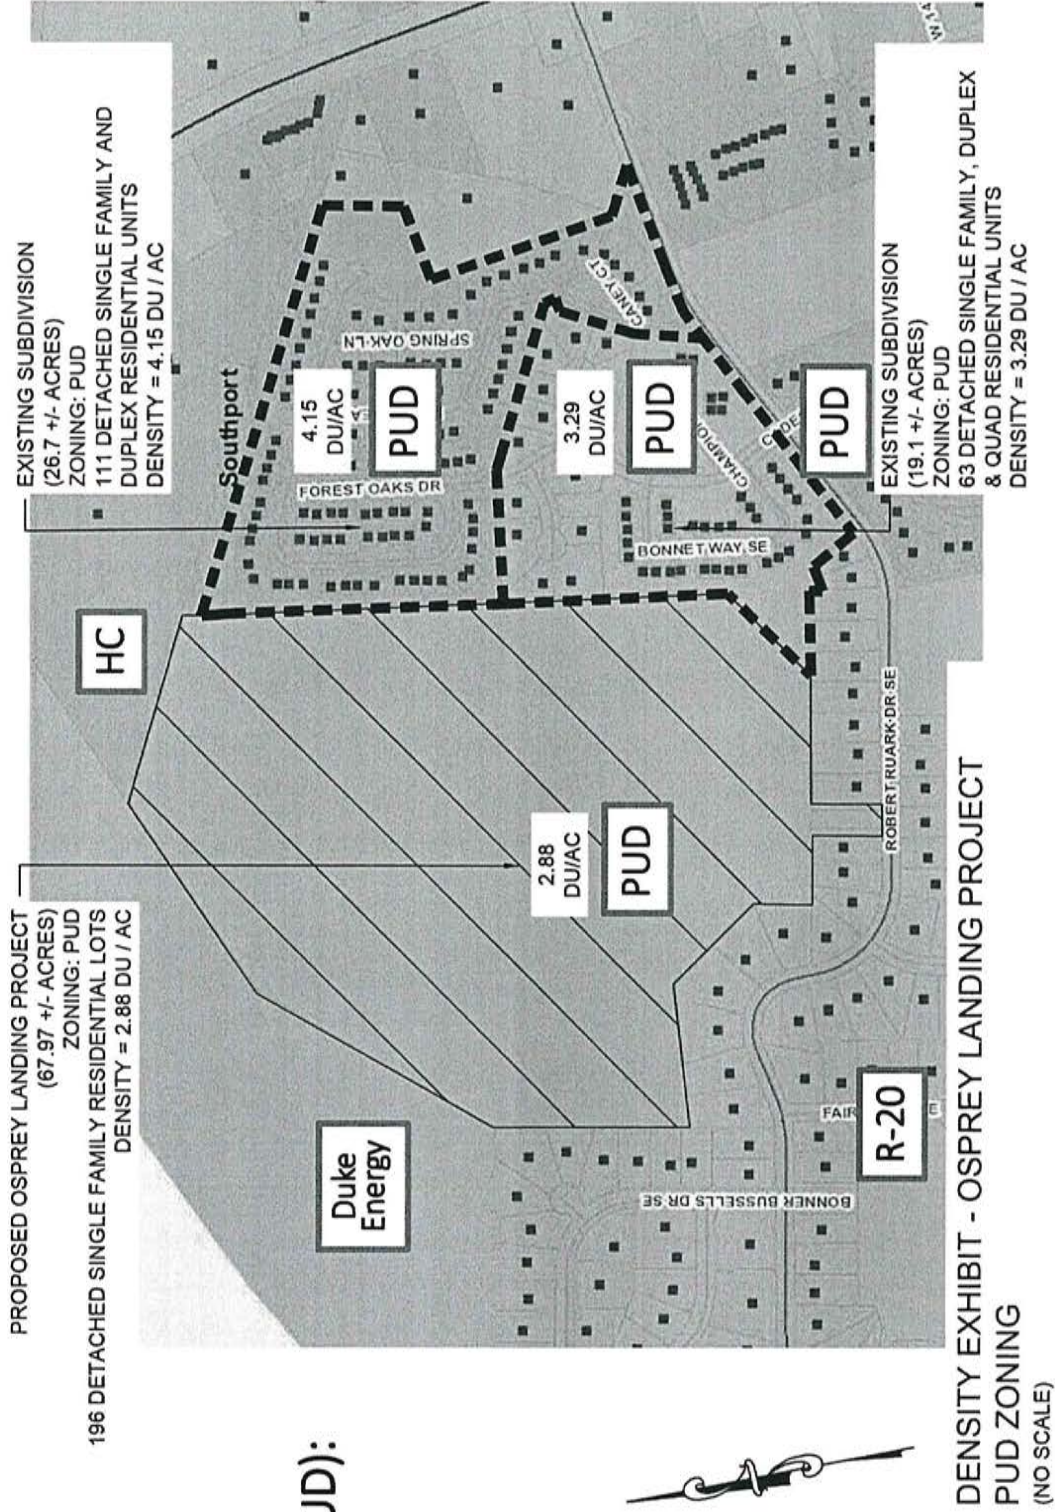 PROPOSED OSPREY LANDING PROJECT
(67.97 +/- ACRES)
ZONING: PUD
196 DETACHED SINGLE FAMILY RESIDENTIAL LOTS
DENSITY = 2.88 DU / AC
EXISTING SUBDIVISION
(26.7 +/- ACRES)
ZONING: PUD
111 DETACHED SINGLE FAMILY AND
DUPLEX RESIDENTIAL UNITS
DENSITY = 4.15 DU / AC
HC
Southport
4.15
DU/AC
PUD
SPRING OAK LN
FOREST OAKS DR
CANEY CT
3.29
DU/AC
PUD
BONNET WAY SE
PUD
W 14
Duke
Energy
2.88
DU/AC
PUD
ROBERT RUARK DR SE
BONNER BUSSELLS DR SE
FAIR
E
R-20
EXISTING SUBDIVISION
(19.1 +/- ACRES)
ZONING: PUD
63 DETACHED SINGLE FAMILY, DUPLEX
& QUAD RESIDENTIAL UNITS
DENSITY = 3.29 DU / AC
JD):
DENSITY EXHIBIT - OSPREY LANDING PROJECT
PUD ZONING
(NO SCALE)